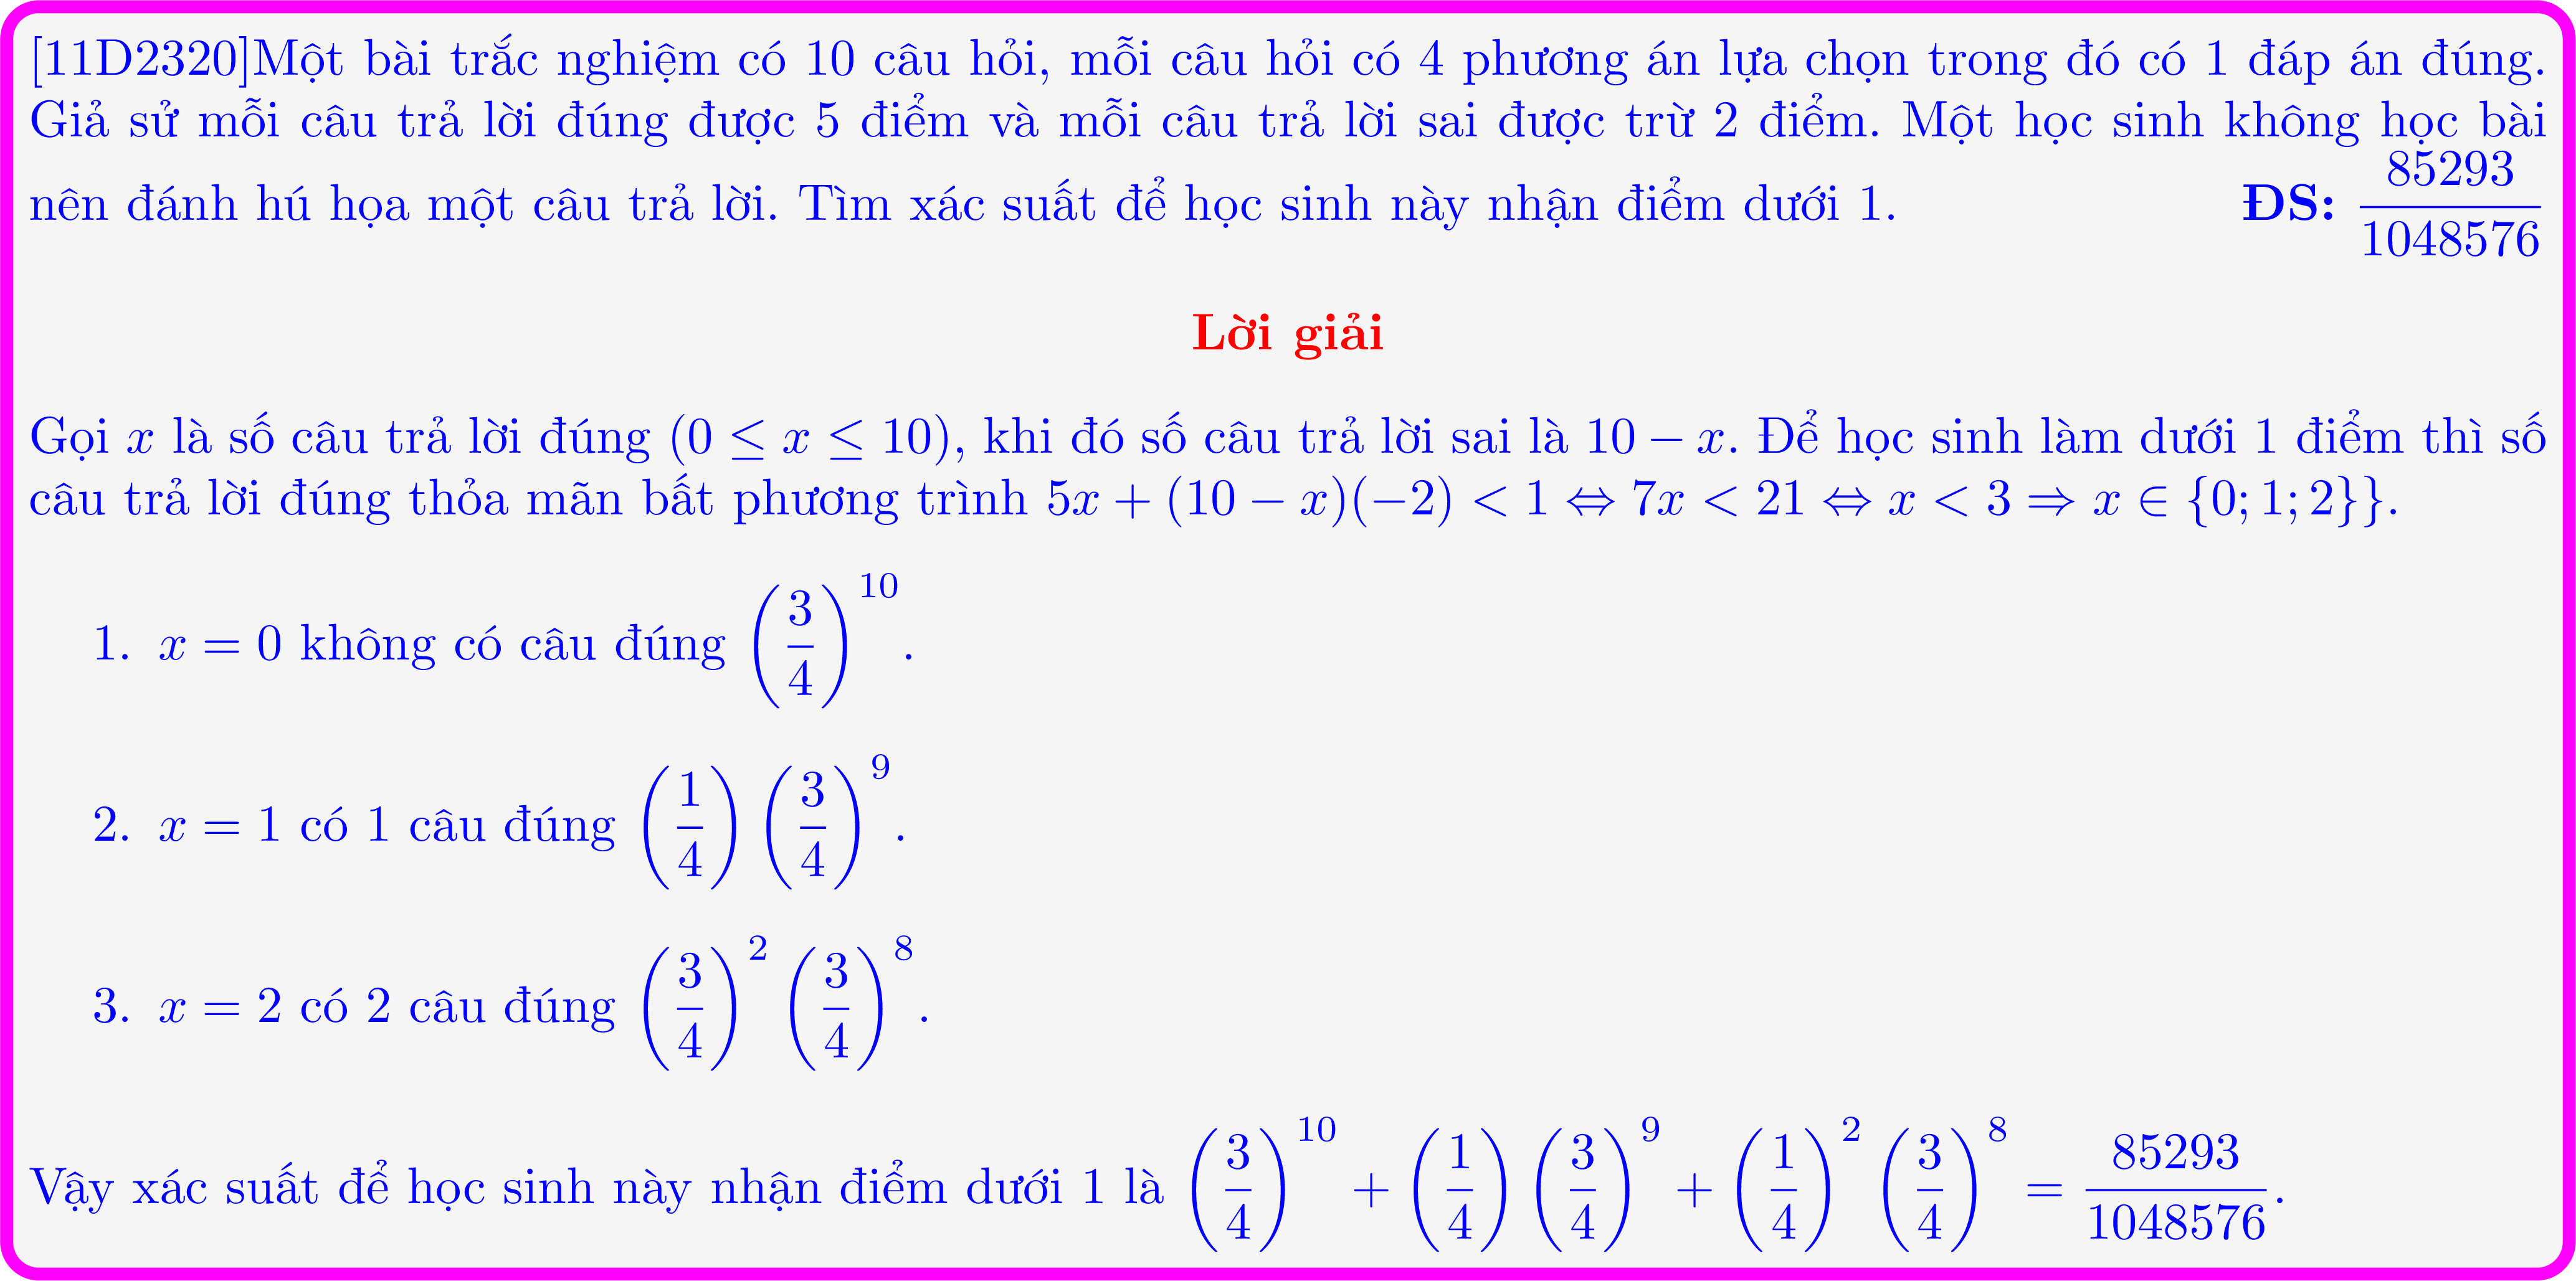 [11D2320]Một bài trắc nghiệm có 10 câu hỏi, mỗi câu hỏi có 4 phương án lựa chọn trong đó có 1 đáp án đúng.
Giả sử mỗi câu trả lời đúng được 5 điểm và mỗi câu trả lời sai được trừ 2 điểm. Một học sinh không học bài
nên đánh hú họa một câu trả lời. Tìm xác suất để học sinh này nhận điểm dưới 1. ĐS: $\frac{85293}{1048576}$
Lời giải
Gọi $x$ là số câu trả lời đúng $(0 \leq x \leq 10)$, khi đó số câu trả lời sai là $10 - x$. Để học sinh làm dưới 1 điểm thì số
câu trả lời đúng thỏa mãn bất phương trình $5x + (10 - x)(-2) < 1 \Leftrightarrow 7x < 21 \Leftrightarrow x < 3 \Rightarrow x \in \{0; 1; 2\}\}$.
1. $x = 0$ không có câu đúng $\left(\frac{3}{4}\right)^{10}$.
2. $x = 1$ có 1 câu đúng $\left(\frac{1}{4}\right)\left(\frac{3}{4}\right)^{9}$.
3. $x = 2$ có 2 câu đúng $\left(\frac{3}{4}\right)^{2}\left(\frac{3}{4}\right)^{8}$.
Vậy xác suất để học sinh này nhận điểm dưới 1 là $\left(\frac{3}{4}\right)^{10} + \left(\frac{1}{4}\right)\left(\frac{3}{4}\right)^{9} + \left(\frac{1}{4}\right)^{2}\left(\frac{3}{4}\right)^{8} = \frac{85293}{1048576}$.